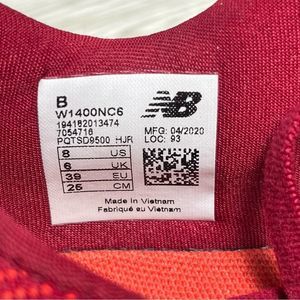 B
W1400NC6
194182013474
7054716
PQTSD9500 HJR
MFG: 04/2020
LOC: 93
8 US
6 UK
39 EU
25 CM
Made in Vietnam
Fabriqué au Vietnam